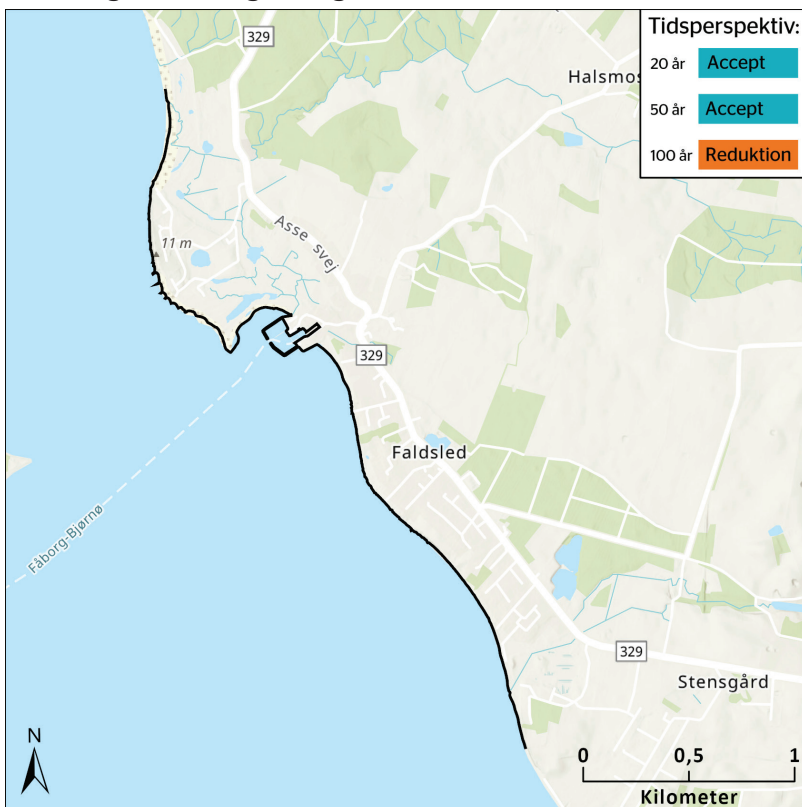 Tidsperspektiv:
20 år Accept
50 år Accept
100 år Reduktion
329
Halsmos
Asse svej
11 m
329
Faldsled
Fåborg-Bjørnø
329
Stensgård
N
0 0,5 1
Kilometer